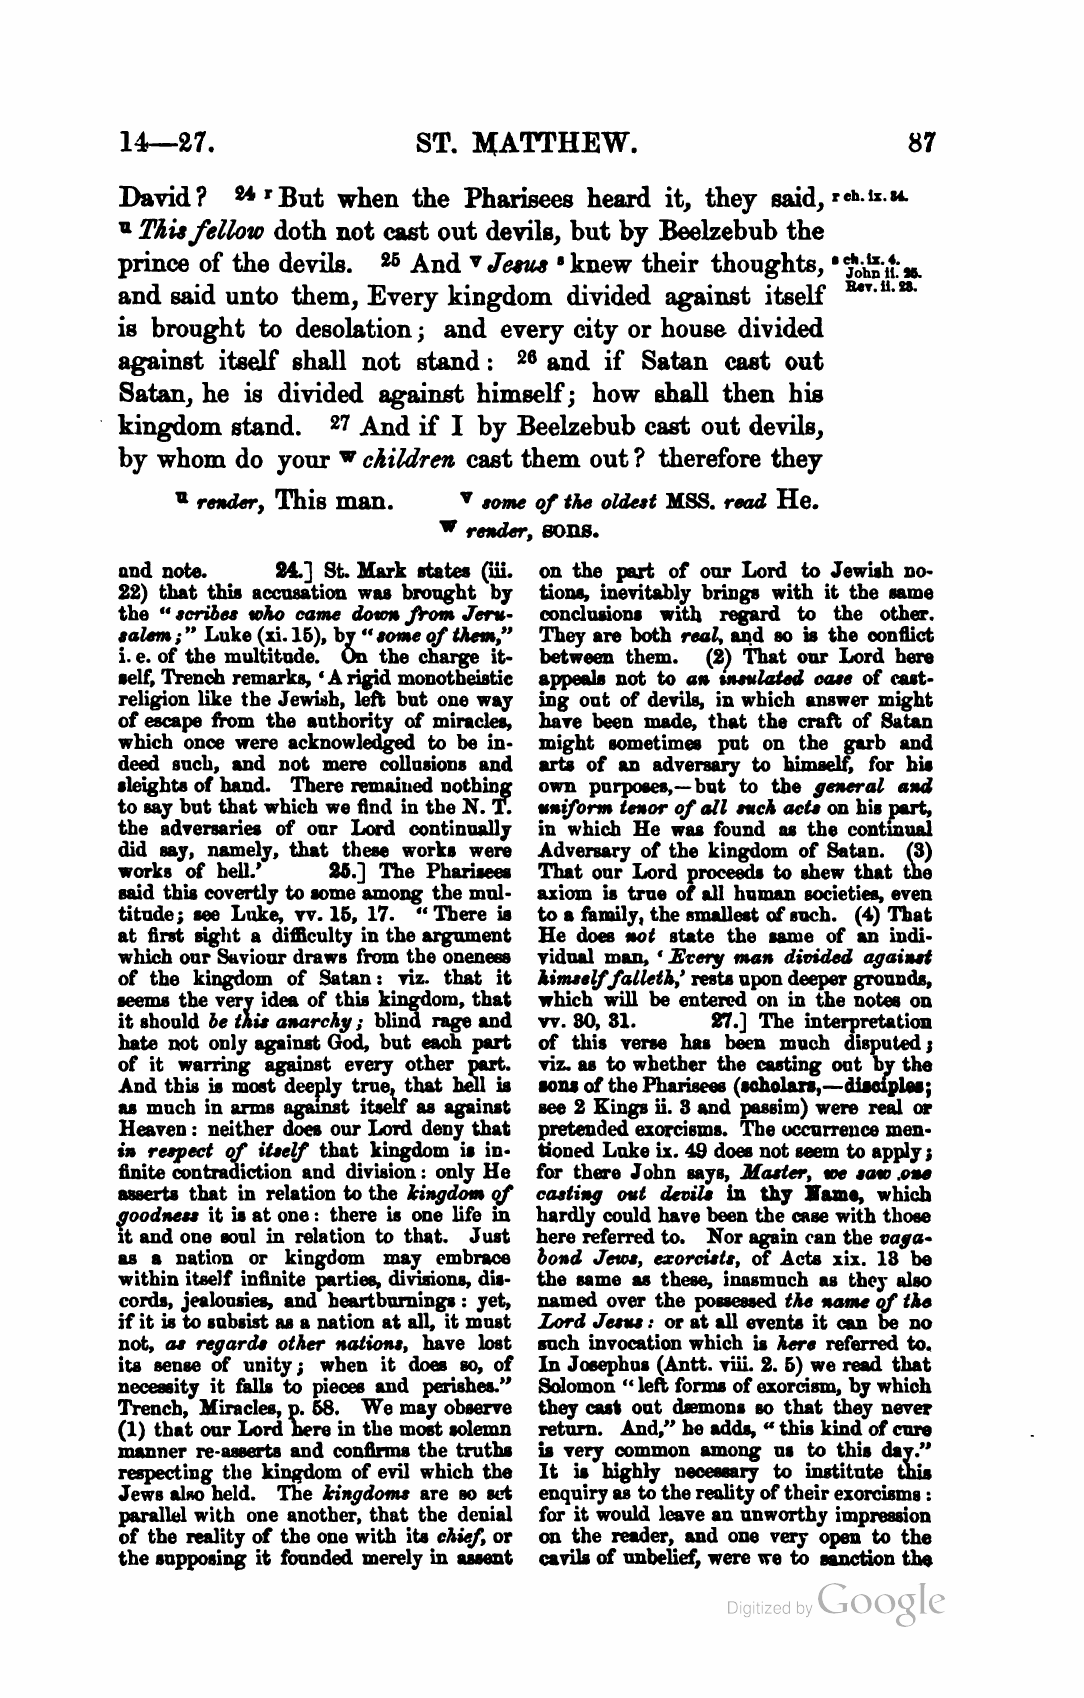 14—27. ST. MATTHEW. 87
David? 24 r But when the Pharisees heard it, they said, r ch. ix. 34.
u This fellow doth not cast out devils, but by Beelzebub the
prince of the devils. 25 And v Jesus s knew their thoughts, s ch. ix. 4. John ii. 25.
and said unto them, Every kingdom divided against itself Rev. ii. 23.
is brought to desolation; and every city or house divided
against itself shall not stand: 26 and if Satan cast out
Satan, he is divided against himself; how shall then his
kingdom stand. 27 And if I by Beelzebub cast out devils,
by whom do your w children cast them out? therefore they
u render, This man. v some of the oldest MSS. read He.
w render, sons.
and note. 24.] St. Mark states (iii.
22) that this accusation was brought by
the "scribes who came down from Jeru-
salem;" Luke (xi. 15), by "some of them,"
i. e. of the multitude. On the charge it-
self, Trench remarks, 'A rigid monotheistic
religion like the Jewish, left but one way
of escape from the authority of miracles,
which once were acknowledged to be in-
deed such, and not mere collusions and
sleights of hand. There remained nothing
to say but that which we find in the N. T.
the adversaries of our Lord continually
did say, namely, that these works were
works of hell.' 25.] The Pharisees
said this covertly to some among the mul-
titude; see Luke, vv. 15, 17. "There is
at first sight a difficulty in the argument
which our Saviour draws from the oneness
of the kingdom of Satan: viz. that it
seems the very idea of this kingdom, that
it should be this anarchy; blind rage and
hate not only against God, but each part
of it warring against every other part.
And this is most deeply true, that hell is
as much in arms against itself as against
Heaven: neither does our Lord deny that
in respect of itself that kingdom is in-
finite contradiction and division: only He
asserts that in relation to the kingdom of
goodness it is at one: there is one life in
it and one soul in relation to that. Just
as a nation or kingdom may embrace
within itself infinite parties, divisions, dis-
cords, jealousies, and heartburnings: yet,
if it is to subsist as a nation at all, it must
not, as regards other nations, have lost
its sense of unity; when it does so, of
necessity it falls to pieces and perishes."
Trench, Miracles, p. 58. We may observe
(1) that our Lord here in the most solemn
manner re-asserts and confirms the truths
respecting the kingdom of evil which the
Jews also held. The kingdoms are so set
parallel with one another, that the denial
of the reality of the one with its chief, or
the supposing it founded merely in assent
on the part of our Lord to Jewish no-
tions, inevitably brings with it the same
conclusions with regard to the other.
They are both real, and so is the conflict
between them. (2) That our Lord here
appeals not to an insulated case of cast-
ing out of devils, in which answer might
have been made, that the craft of Satan
might sometimes put on the garb and
arts of an adversary to himself, for his
own purposes,—but to the general and
uniform tenor of all such acts on his part,
in which He was found as the continual
Adversary of the kingdom of Satan. (3)
That our Lord proceeds to shew that the
axiom is true of all human societies, even
to a family, the smallest of such. (4) That
He does not state the same of an indi-
vidual man, 'Every man divided against
himself falleth,' rests upon deeper grounds,
which will be entered on in the notes on
vv. 30, 31. 27.] The interpretation
of this verse has been much disputed;
viz. as to whether the casting out by the
sons of the Pharisees (scholars,—disciples;
see 2 Kings ii. 3 and passim) were real or
pretended exorcisms. The occurrence men-
tioned Luke ix. 49 does not seem to apply;
for there John says, Master, we saw one
casting out devils in thy Name, which
hardly could have been the case with those
here referred to. Nor again can the vaga-
bond Jews, exorcists, of Acts xix. 13 be
the same as these, inasmuch as they also
named over the possessed the name of the
Lord Jesus: or at all events it can be no
such invocation which is here referred to.
In Josephus (Antt. viii. 2. 5) we read that
Solomon "left forms of exorcism, by which
they cast out dæmons so that they never
return. And," he adds, "this kind of cure
is very common among us to this day."
It is highly necessary to institute this
enquiry as to the reality of their exorcisms:
for it would leave an unworthy impression
on the reader, and one very open to the
cavils of unbelief, were we to sanction the
Digitized by Google